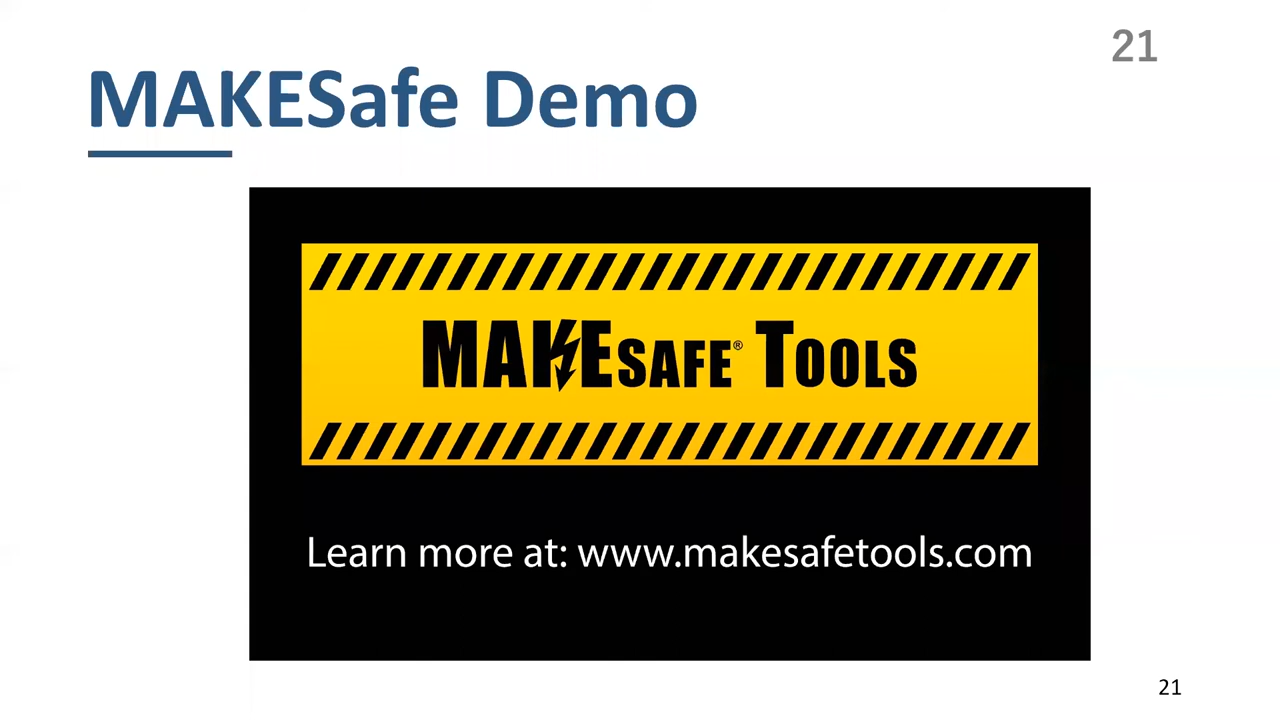 21
MAKESafe Demo
MAKESAFE® TOOLS
Learn more at: www.makesafetools.com
21